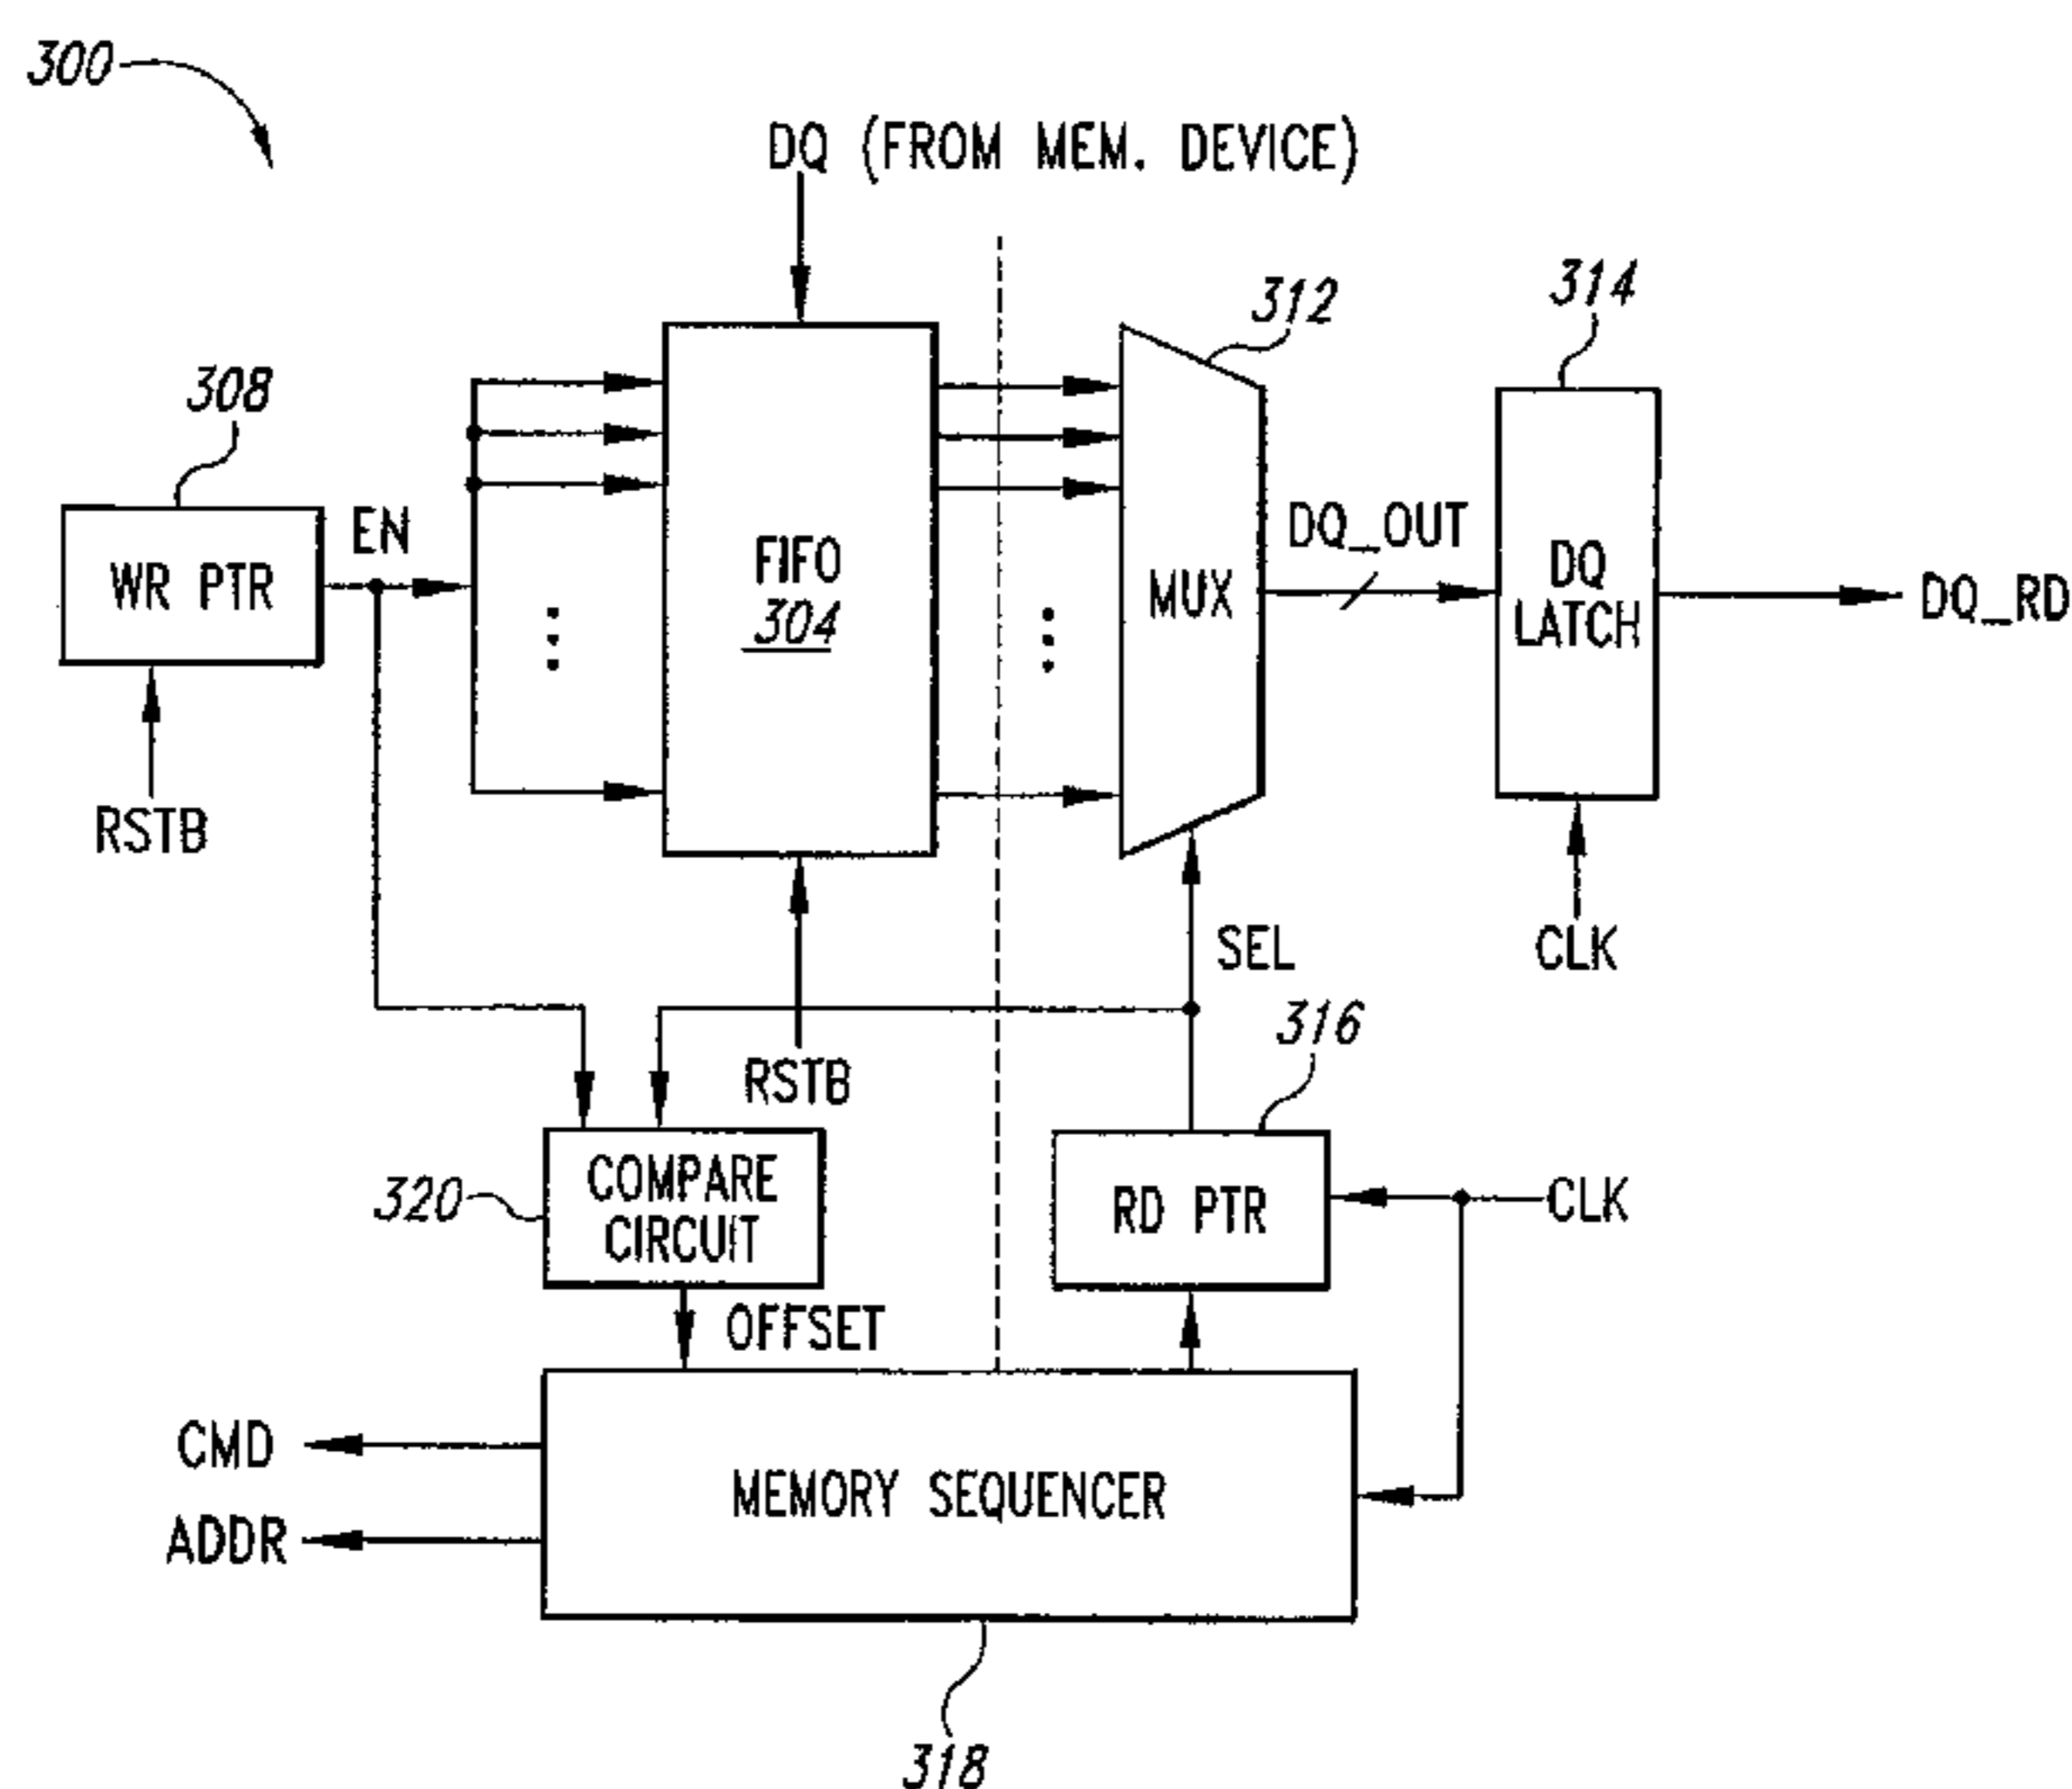 300
DQ (FROM MEM. DEVICE)
312
314
308
EN
DQ_OUT
FIFO
304
DQ
LATCH
MUX
WR PTR
DQ_RD
RSTB
SEL
CLK
316
RSTB
320
COMPARE
CIRCUIT
RD PTR
CLK
OFFSET
CMD
MEMORY SEQUENCER
ADDR
318